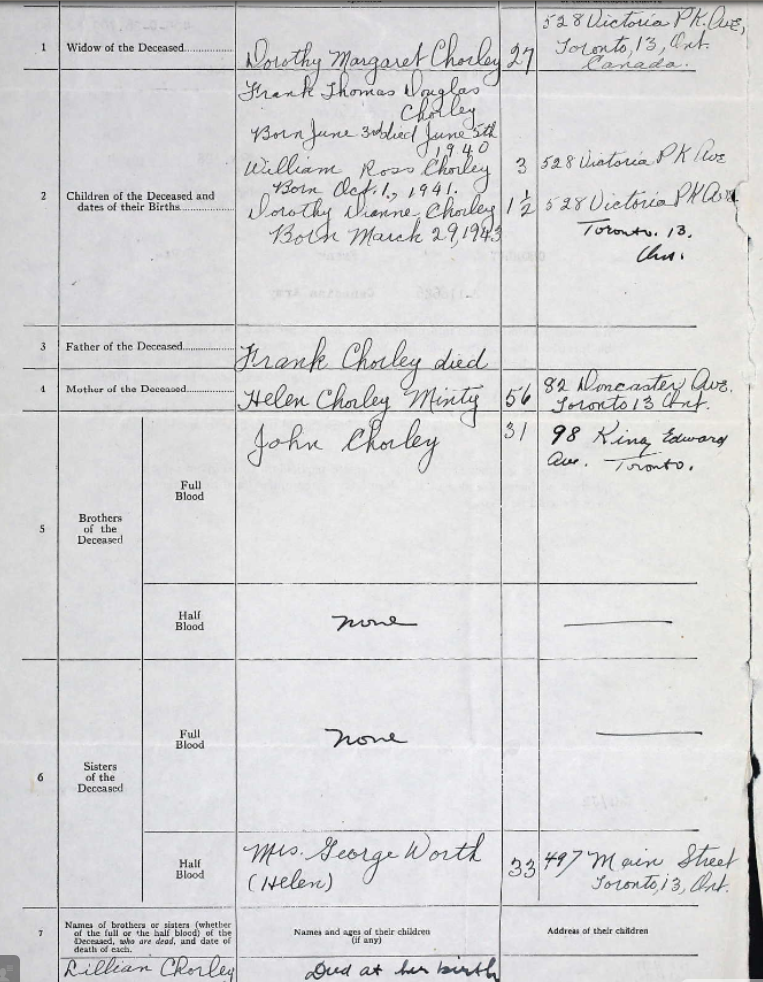 528 Victoria PK. Ave,
1 Widow of the Deceased............... Dorothy Margaret Chorley 27 Toronto, 13, Ont.
Canada.
Frank Thomas Douglas
Chorley
Born June 3rd died June 5th
1940
William Ross Chorley 3 528 Victoria PK Ave
Born Oct. 1, 1941.
2 Children of the Deceased and
dates of their Births............... Dorothy Dianne Chorley 1½ 528 Victoria PK Ave
Born March 29, 1943 Toronto. 13.
Ont.
3 Father of the Deceased............... Frank Chorley died
4 Mother of the Deceased............... Helen Chorley Minty 56 82 Doncaster Ave.
Toronto 13 Ont.
John Chorley 31 98 King Edward
Ave. Toronto.
5 Brothers
of the
Deceased
Full
Blood
Half
Blood none
6 Sisters
of the
Deceased
Full
Blood none
Half
Blood Mrs. George Worth 33 497 Main Street
(Helen) Toronto, 13, Ont.
7 Names of brothers or sisters (whether
of the full or the half blood) of the
Deceased, who are dead, and date of
death of each.
Names and ages of their children
(if any)
Address of their children
Lillian Chorley Died at her birth